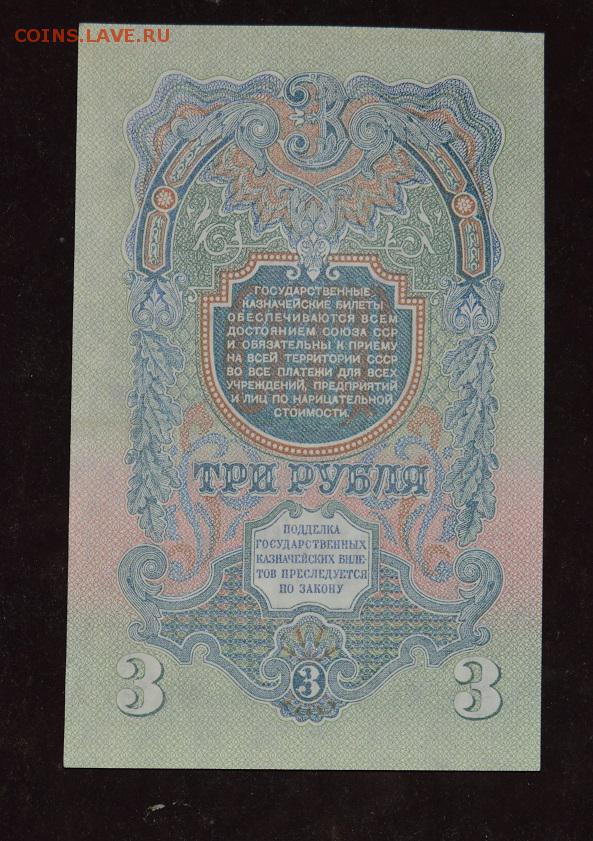 COINS.LAVE.RU
3
ГОСУДАРСТВЕННЫЕ
КАЗНАЧЕЙСКИЕ БИЛЕТЫ
ОБЕСПЕЧИВАЮТСЯ ВСЕМ
ДОСТОЯНИЕМ СОЮЗА ССР
И ОБЯЗАТЕЛЬНЫ К ПРИЕМУ
НА ВСЕЙ ТЕРРИТОРИИ СССР
ВО ВСЕ ПЛАТЕЖИ ДЛЯ ВСЕХ
УЧРЕЖДЕНИЙ, ПРЕДПРИЯТИЙ
И ЛИЦ ПО НАРИЦАТЕЛЬНОЙ
СТОИМОСТИ.
ТРИ РУБЛЯ
ПОДДЕЛКА
ГОСУДАРСТВЕННЫХ
КАЗНАЧЕЙСКИХ БИЛЕ
ТОВ ПРЕСЛЕДУЕТСЯ
ПО ЗАКОНУ
3 3 3